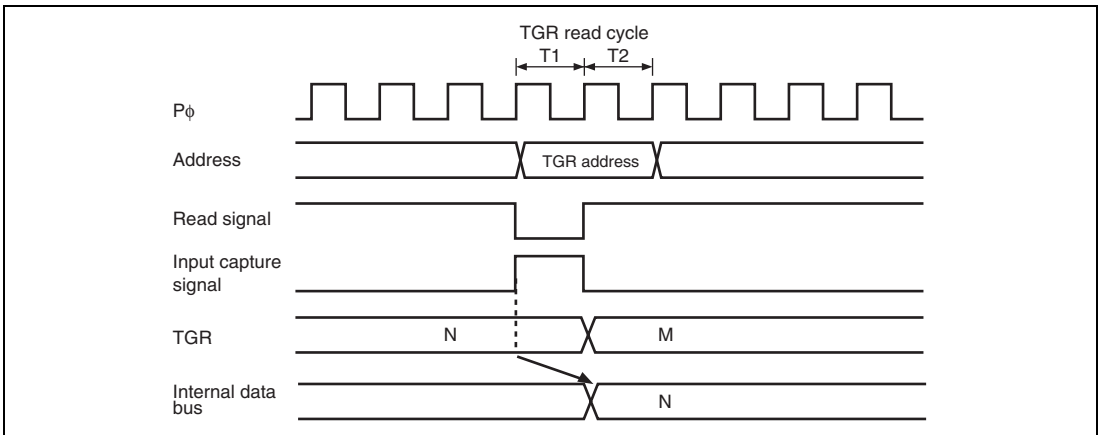 TGR read cycle
T1 T2
Pϕ
Address
TGR address
Read signal
Input capture
signal
TGR
N
M
Internal data
bus
N